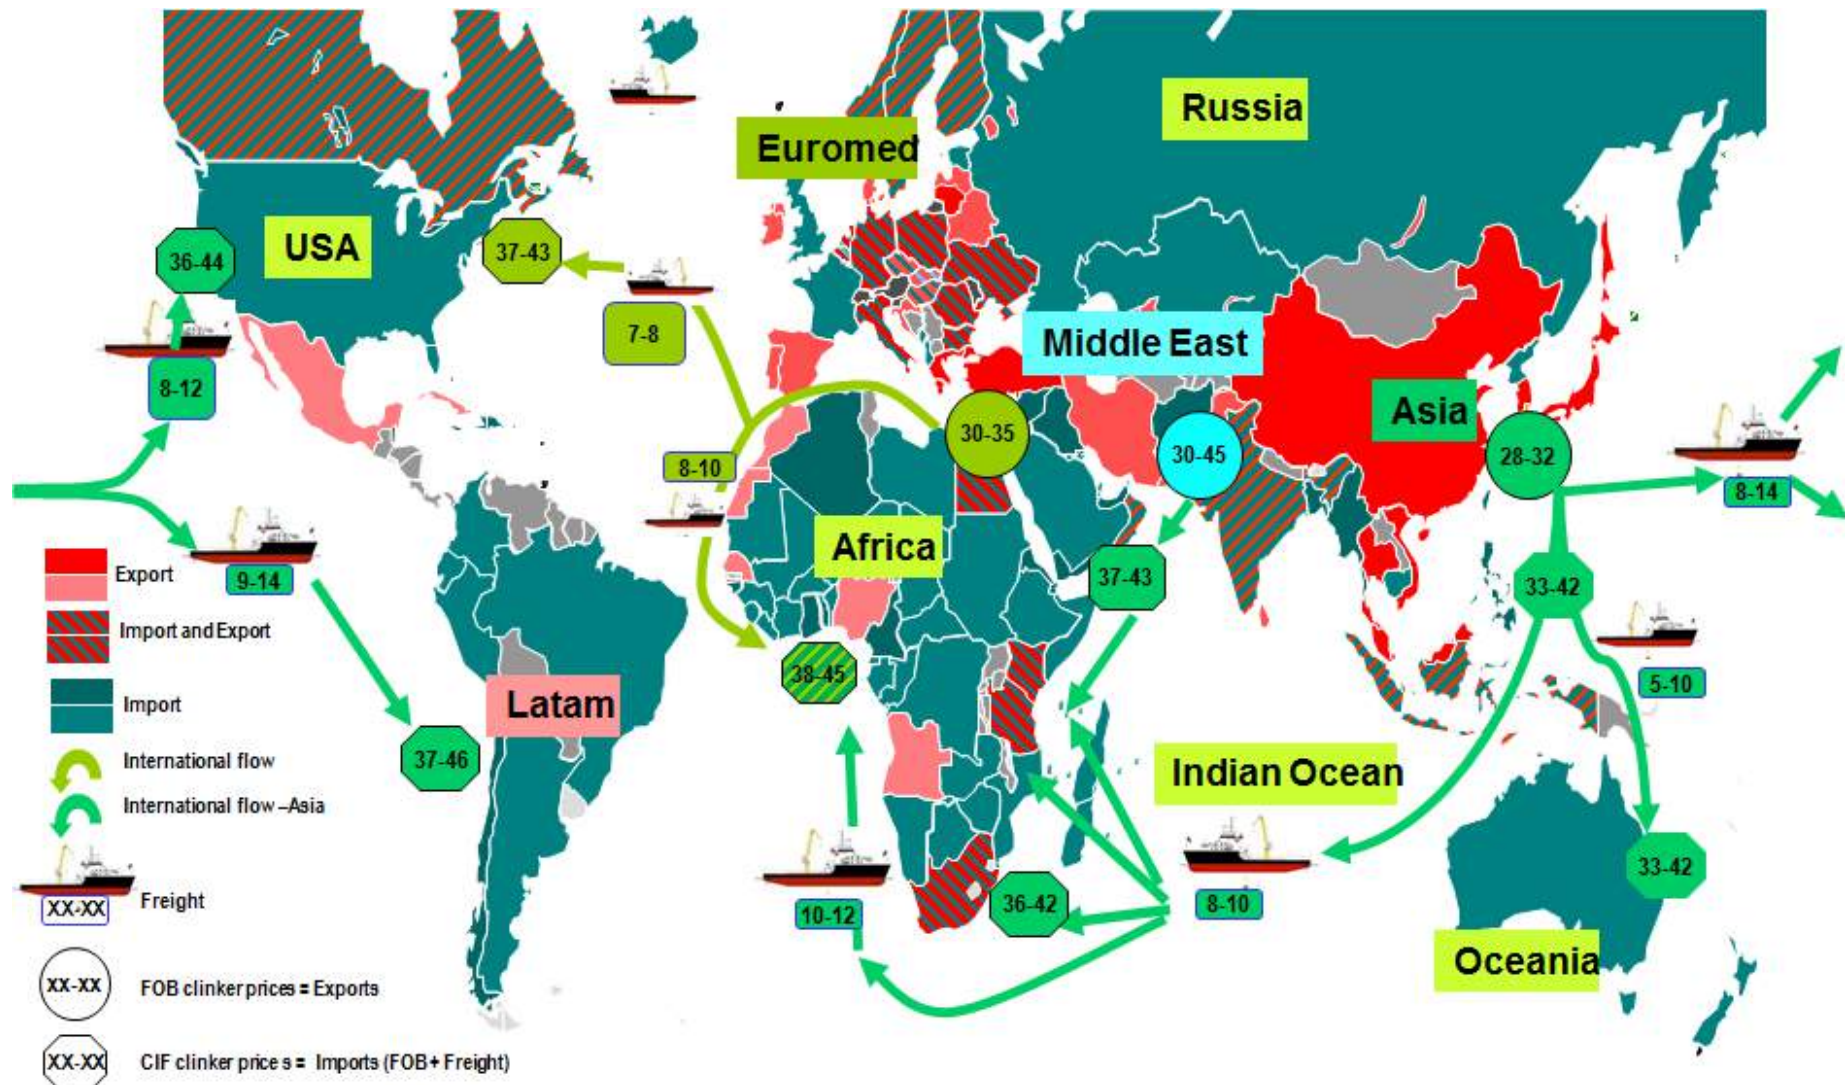 Russia
Euromed
USA
36-44
37-43
7-8
8-12
Middle East
Asia
30-35
30-45
28-32
8-10
8-14
Africa
9-14
37-43
33-42
38-45
5-10
Latam
37-46
Indian Ocean
33-42
10-12
36-42
8-10
Oceania
Export
Import and Export
Import
International flow
International flow –Asia
XX-XX
Freight
XX-XX
FOB clinker prices = Exports
XX-XX
CIF clinker price s = Imports (FOB+ Freight)